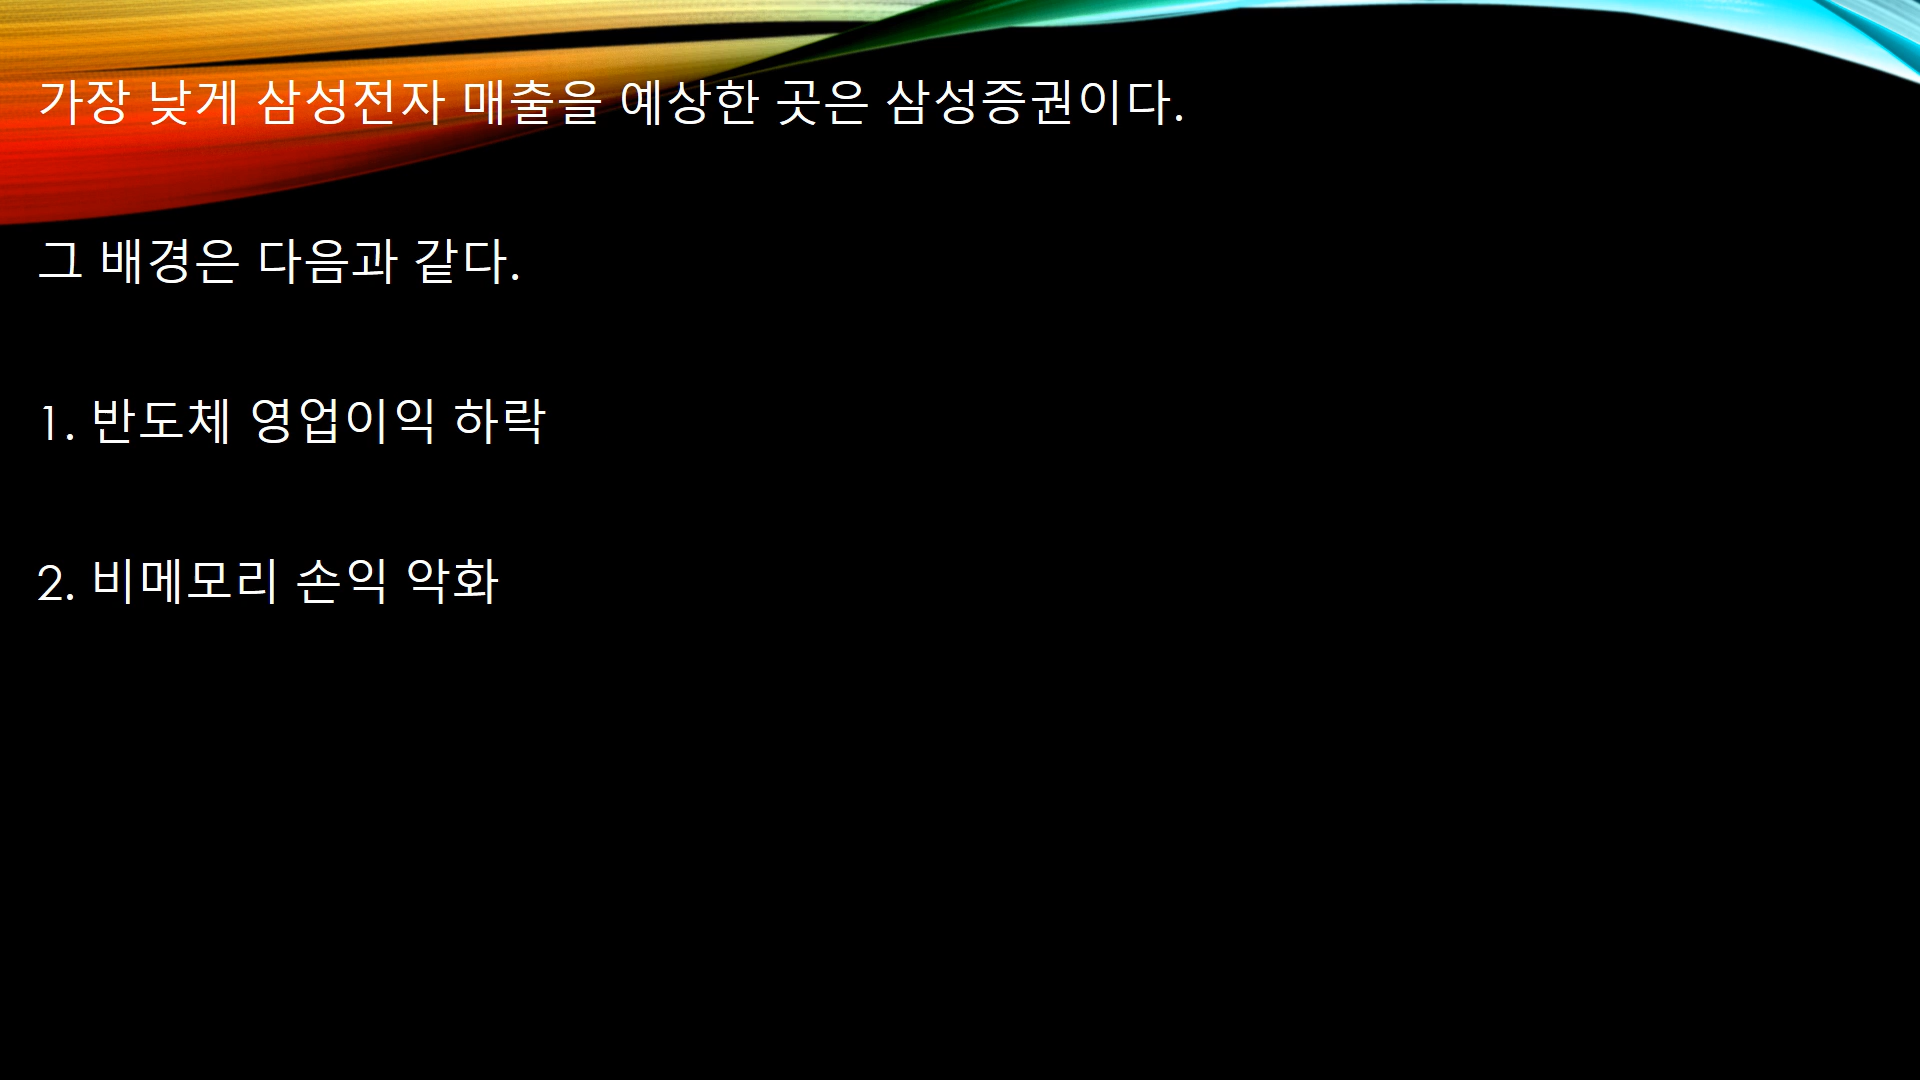 가장 낮게 삼성전자 매출을 예상한 곳은 삼성증권이다.
그 배경은 다음과 같다.
1. 반도체 영업이익 하락
2. 비메모리 손익 악화